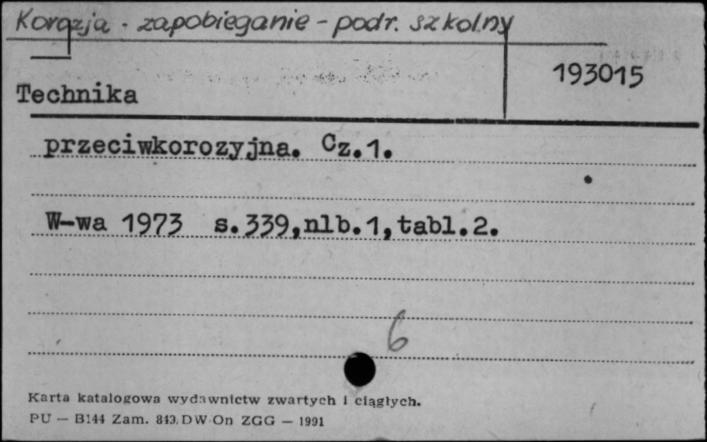 Korozja - zapobieganie - podr. szkolny
193015
Technika
przeciwkorozyjna. Cz.1.
W-wa 1973 s.339,nlb.1,tabl.2.
6
Karta katalogowa wydawnictw zwartych i ciągłych.
PU — B144 Zam. 843. DW-On ZGG — 1991